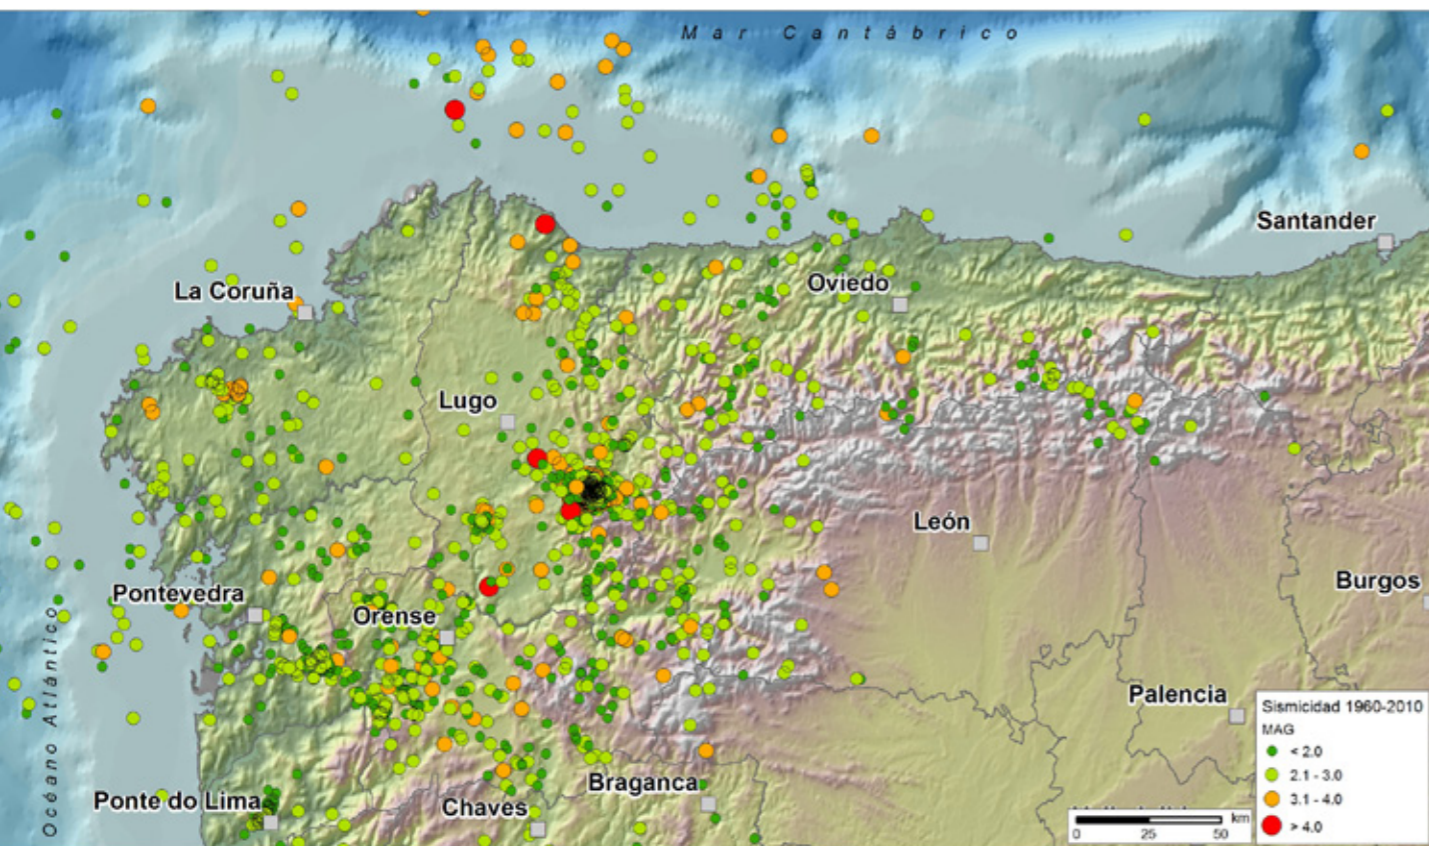 Mar Cantábrico
Santander
La Coruña
Oviedo
Lugo
León
Burgos
Pontevedra
Orense
Océano Atlántico
Palencia
Braganca
Ponte do Lima
Chaves
Sismicidad 1960-2010
MAG
< 2.0
2.1 - 3.0
3.1 - 4.0
> 4.0
km
0 25 50